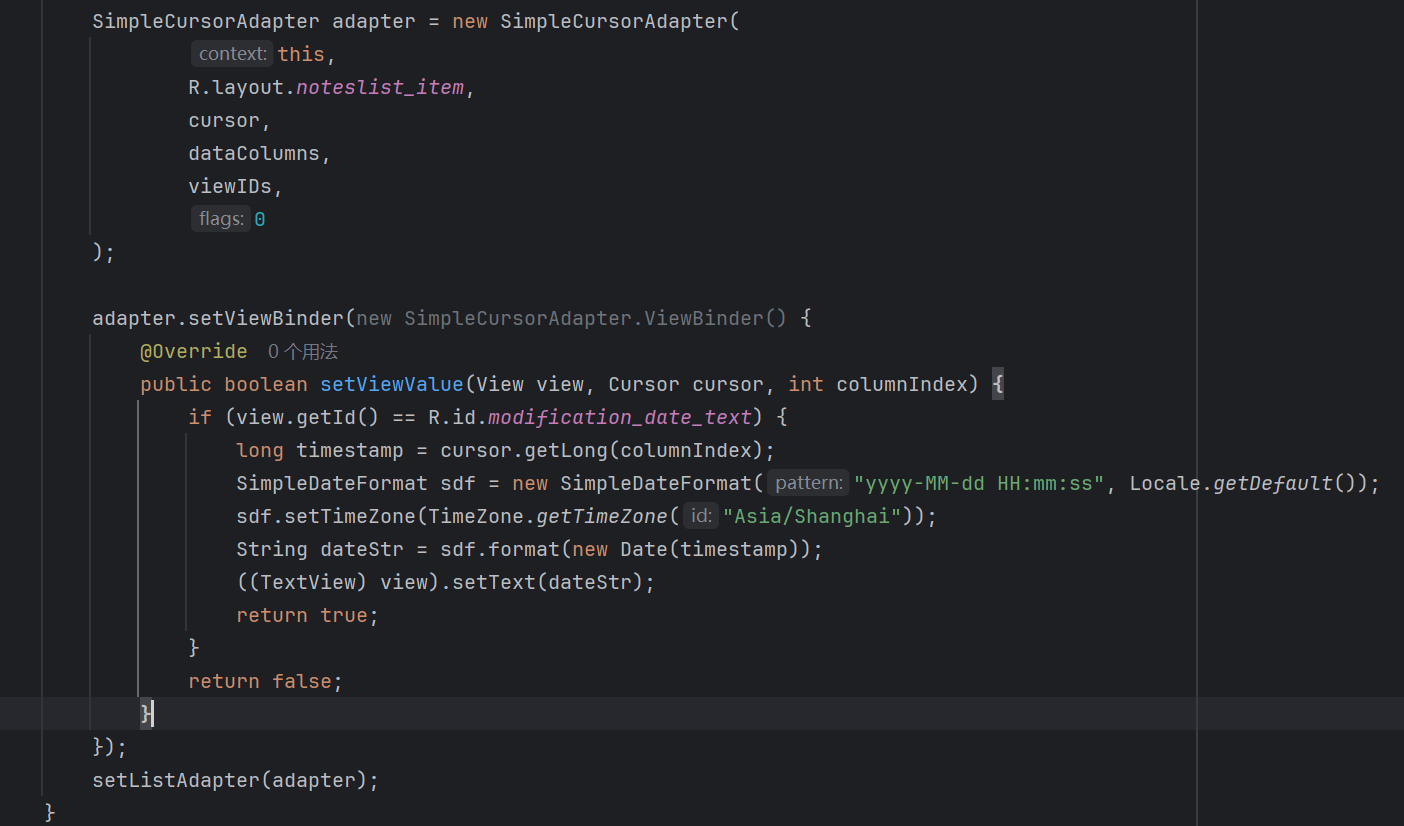 SimpleCursorAdapter adapter = new SimpleCursorAdapter(
context: this,
R.layout.noteslist_item,
cursor,
dataColumns,
viewIDs,
flags: 0
);
adapter.setViewBinder(new SimpleCursorAdapter.ViewBinder() {
@Override 0 个用法
public boolean setViewValue(View view, Cursor cursor, int columnIndex) {
if (view.getId() == R.id.modification_date_text) {
long timestamp = cursor.getLong(columnIndex);
SimpleDateFormat sdf = new SimpleDateFormat( pattern: "yyyy-MM-dd HH:mm:ss", Locale.getDefault());
sdf.setTimeZone(TimeZone.getTimeZone( id: "Asia/Shanghai"));
String dateStr = sdf.format(new Date(timestamp));
((TextView) view).setText(dateStr);
return true;
}
return false;
}
});
setListAdapter(adapter);
}